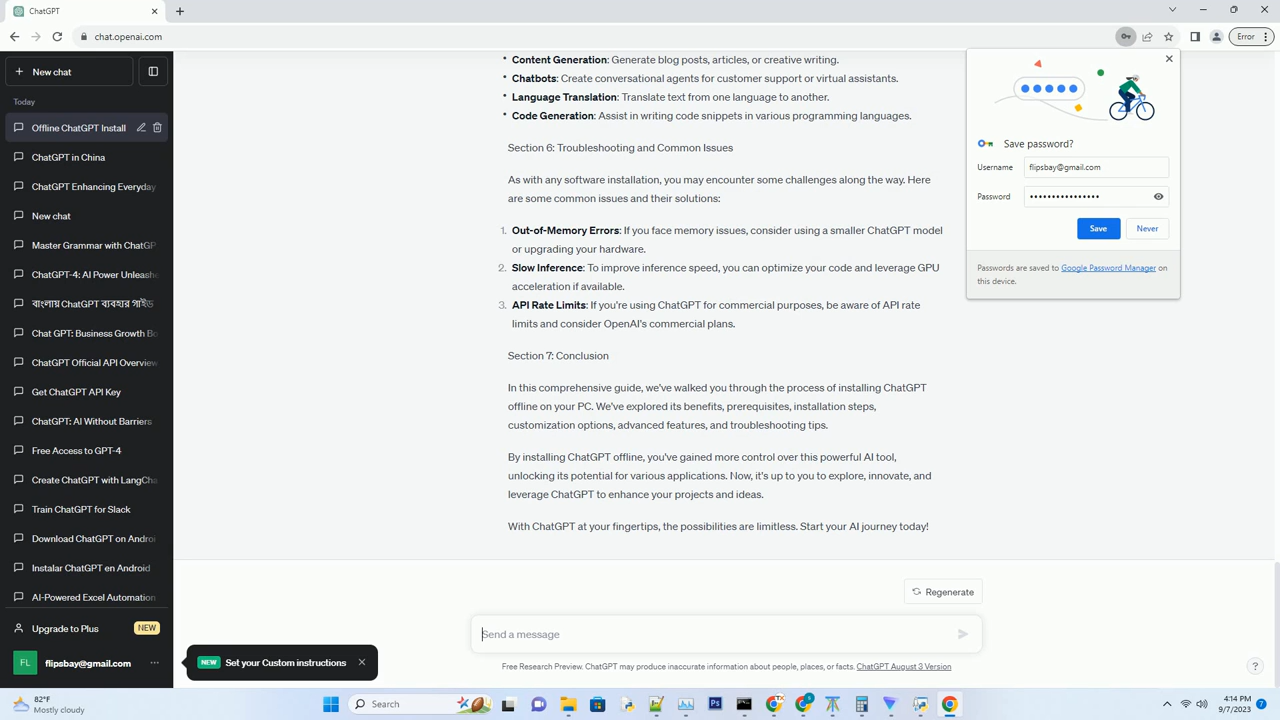 ChatGPT
chat.openai.com
Error
New chat
Today
Offline ChatGPT Install
ChatGPT in China
ChatGPT Enhancing Everyday
New chat
Master Grammar with ChatGP
GPT-4: AI Power Unleashe
বাংলায় ChatGPT ব্যবহার গাইড
Chat GPT: Business Growth Bo
ChatGPT Official API Overview
Get ChatGPT API Key
ChatGPT: AI Without Barriers
Free Access to GPT-4
Create ChatGPT with LangCha
Train ChatGPT for Slack
Download ChatGPT on Androi
Instalar ChatGPT en Android
AI-Powered Excel Automation
Upgrade to Plus NEW
FL flipsbay@gmail.com
NEW Set your Custom instructions
• Content Generation: Generate blog posts, articles, or creative writing.
• Chatbots: Create conversational agents for customer support or virtual assistants.
• Language Translation: Translate text from one language to another.
• Code Generation: Assist in writing code snippets in various programming languages.
Section 6: Troubleshooting and Common Issues
As with any software installation, you may encounter some challenges along the way. Here
are some common issues and their solutions:
1. Out-of-Memory Errors: If you face memory issues, consider using a smaller ChatGPT model
or upgrading your hardware.
2. Slow Inference: To improve inference speed, you can optimize your code and leverage GPU
acceleration if available.
3. API Rate Limits: If you're using ChatGPT for commercial purposes, be aware of API rate
limits and consider OpenAI's commercial plans.
Section 7: Conclusion
In this comprehensive guide, we've walked you through the process of installing ChatGPT
offline on your PC. We've explored its benefits, prerequisites, installation steps,
customization options, advanced features, and troubleshooting tips.
By installing ChatGPT offline, you've gained more control over this powerful AI tool,
unlocking its potential for various applications. Now, it's up to you to explore, innovate, and
leverage ChatGPT to enhance your projects and ideas.
With ChatGPT at your fingertips, the possibilities are limitless. Start your AI journey today!
Regenerate
Send a message
Free Research Preview. ChatGPT may produce inaccurate information about people, places, or facts. ChatGPT August 3 Version
?
Save password?
Username flipsbay@gmail.com
Password ••••••••••••••••
Save Never
Passwords are saved to Google Password Manager on
this device.
82°F
Mostly cloudy
Search
4:14 PM
9/7/2023